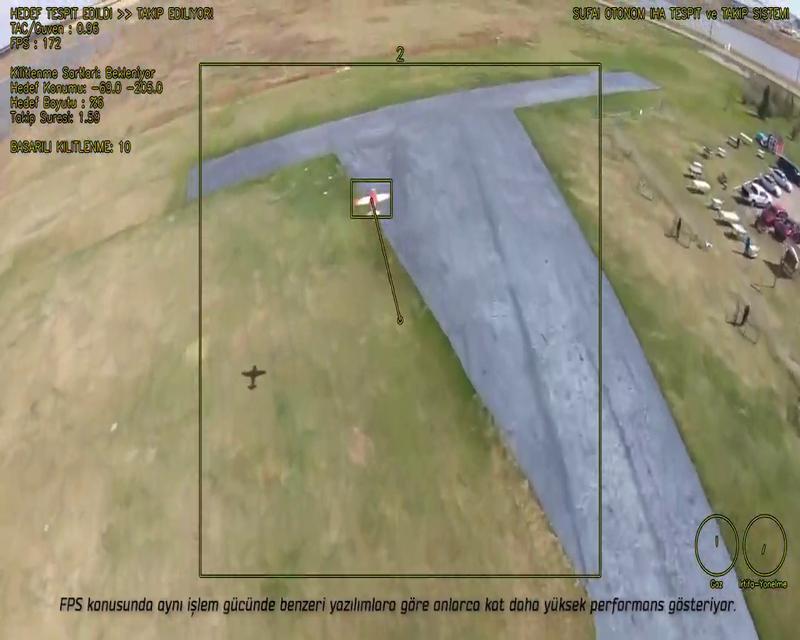 HEDEF TESPIT EDILDI >> TAKIP EDILIYOR!
SUFAI OTONOM IHA TESPIT ve TAKIP SISTEMI
TAC/Guven : 0.96
FPS : 172
Kilitlenme Sartlari: Bekleniyor
Hedef Konumu: -69.0 -205.0
Hedef Boyutu : %6
Takip Suresi: 1.59
BASARILI KILITLENME: 10
2
Gaz
Irtifa-Yonelme
FPS konusunda aynı işlem gücünde benzeri yazılımlara göre onlarca kat daha yüksek performans gösteriyor.